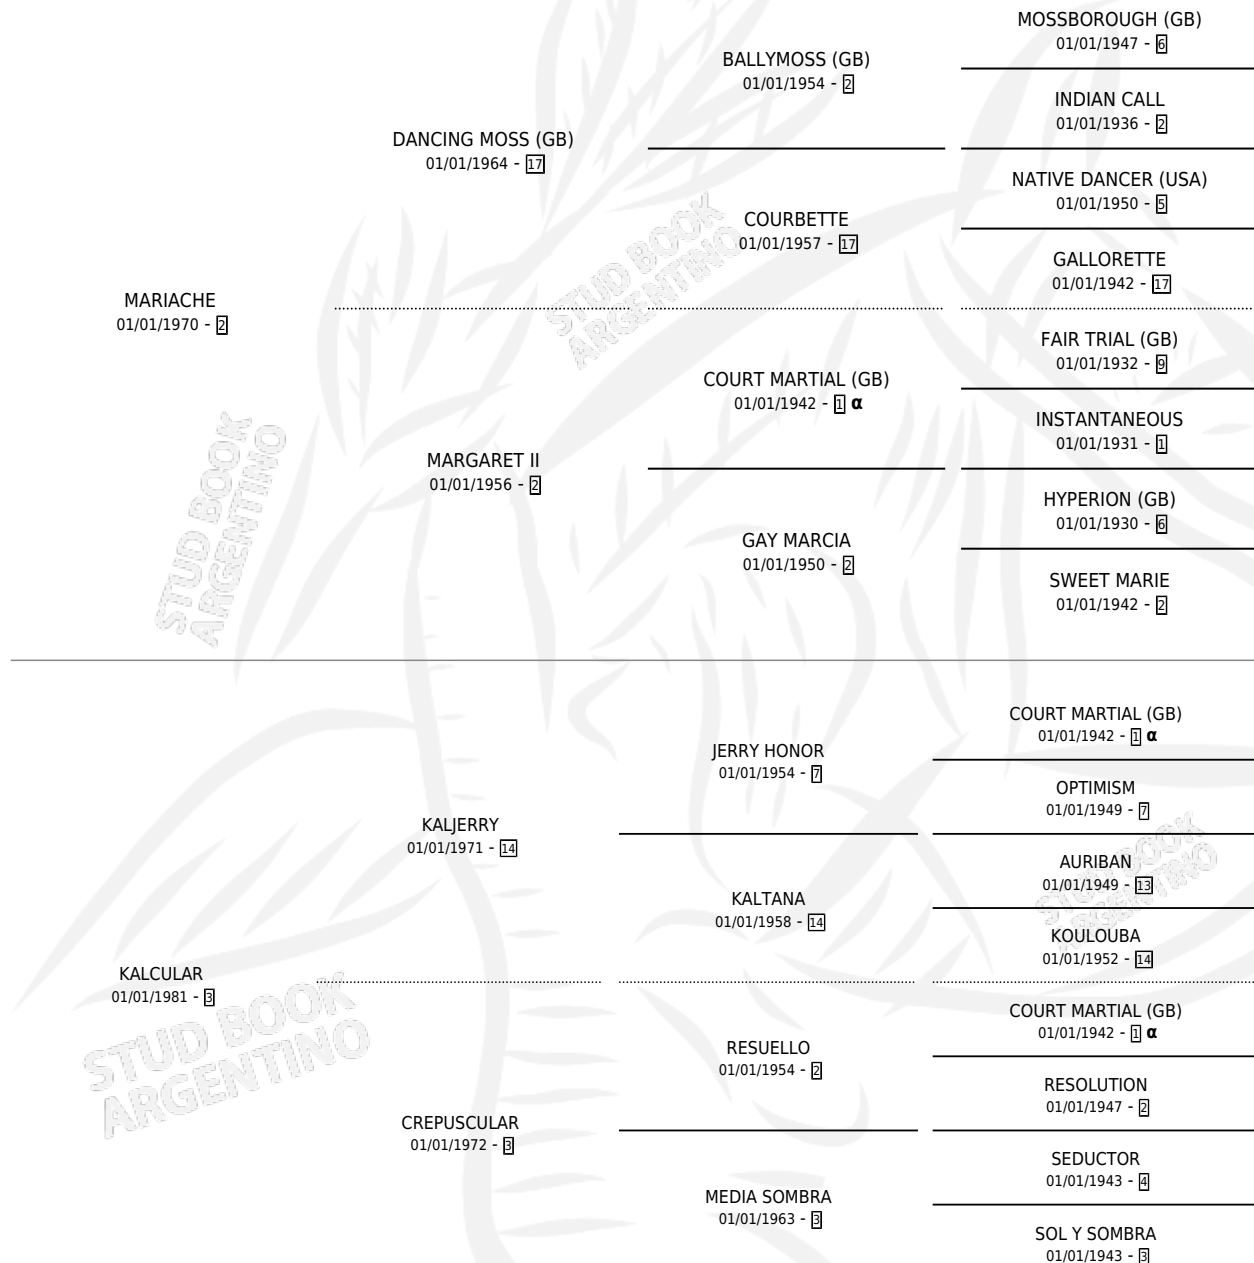 MOSSBOROUGH (GB)
01/01/1947 - 6
BALLYMOSS (GB)
01/01/1954 - 2
INDIAN CALL
01/01/1936 - 2
DANCING MOSS (GB)
01/01/1964 - 17
NATIVE DANCER (USA)
01/01/1950 - 5
COURBETTE
01/01/1957 - 17
GALLORETTE
01/01/1942 - 17
MARIACHE
01/01/1970 - 2
FAIR TRIAL (GB)
01/01/1932 - 9
COURT MARTIAL (GB)
01/01/1942 - 1 α
INSTANTANEOUS
01/01/1931 - 1
MARGARET II
01/01/1956 - 2
HYPERION (GB)
01/01/1930 - 6
GAY MARCIA
01/01/1950 - 2
SWEET MARIE
01/01/1942 - 2
COURT MARTIAL (GB)
01/01/1942 - 1 α
JERRY HONOR
01/01/1954 - 7
OPTIMISM
01/01/1949 - 7
KALJERRY
01/01/1971 - 14
AURIBAN
01/01/1949 - 13
KALTANA
01/01/1958 - 14
KOULOUBA
01/01/1952 - 14
KALCULAR
01/01/1981 - 3
COURT MARTIAL (GB)
01/01/1942 - 1 α
RESUELLO
01/01/1954 - 2
RESOLUTION
01/01/1947 - 2
CREPUSCULAR
01/01/1972 - 3
SEDUCTOR
01/01/1943 - 4
MEDIA SOMBRA
01/01/1963 - 3
SOL Y SOMBRA
01/01/1943 - 3
STUD BOOK
ARGENTINO
STUD BOOK
ARGENTINO
STUD BOOK
ARGENTINO
STUD BOOK
ARGENTINO